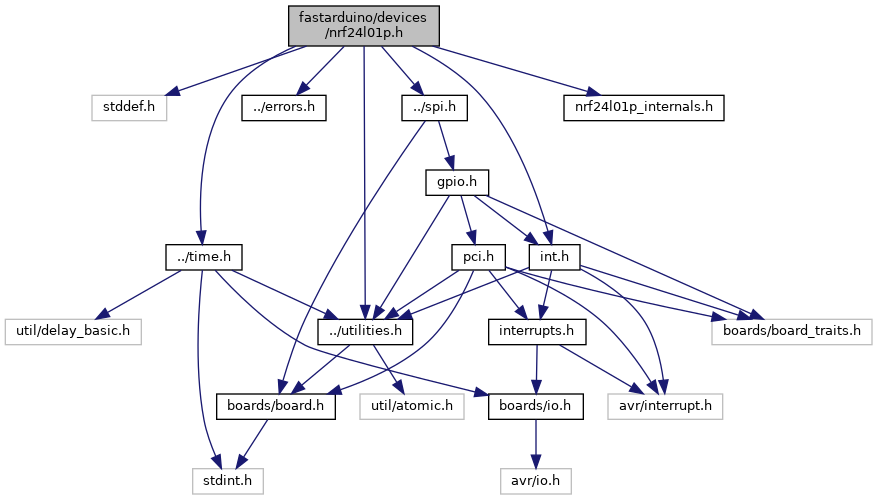 fastarduino/devices
/nrf24l01p.h
stddef.h
../errors.h
../spi.h
nrf24l01p_internals.h
gpio.h
../time.h
pci.h
int.h
util/delay_basic.h
../utilities.h
interrupts.h
boards/board_traits.h
boards/board.h
util/atomic.h
boards/io.h
avr/interrupt.h
stdint.h
avr/io.h